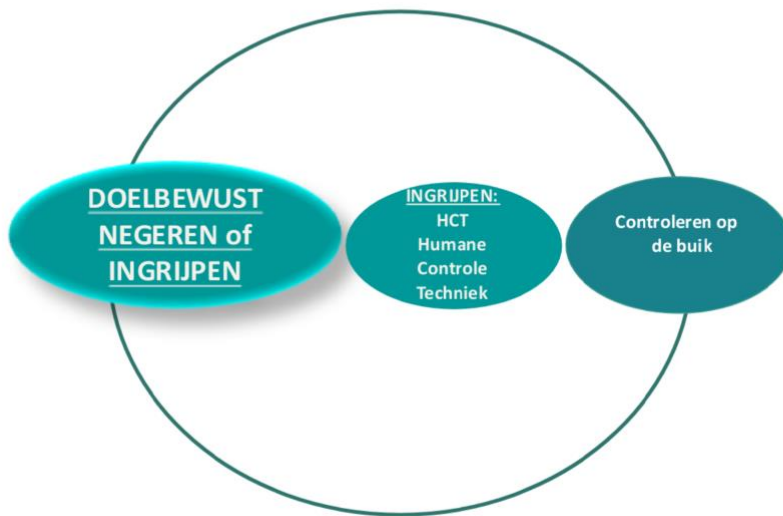 DOELBEWUST
NEGEREN of
INGRIJPEN
INGRIJPEN:
HCT
Humane
Controle
Techniek
Controleren op
de buik